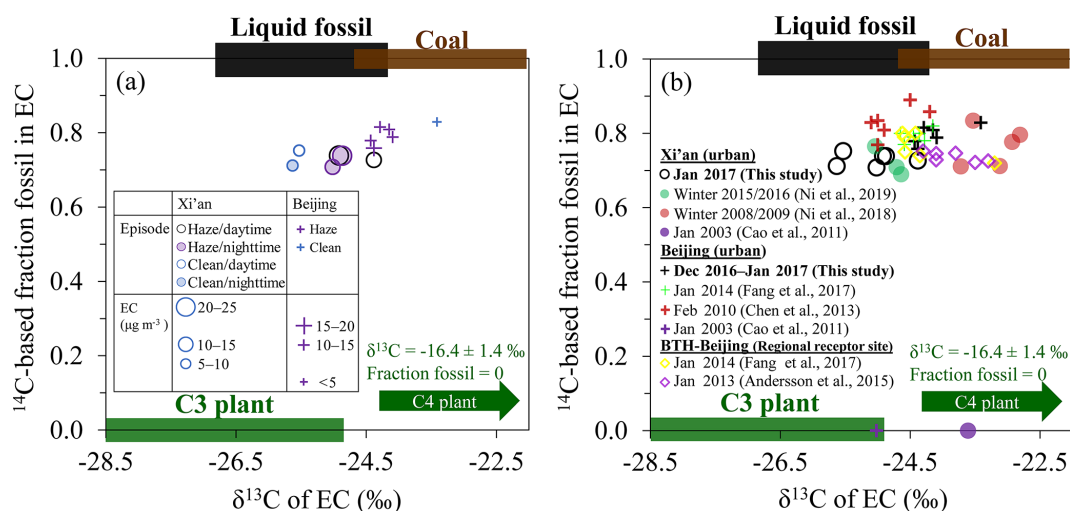 Liquid fossil
Coal
(a)
1.0
0.8
0.6
0.4
0.2
0.0
¹⁴C-based fraction fossil in EC
Xi'an Beijing
Episode
Haze/daytime
Haze/nighttime
Clean/daytime
Clean/nighttime
Haze
Clean
EC
(μg m⁻³)
20–25
10–15
5–10
15–20
10–15
<5
δ¹³C = -16.4 ± 1.4 ‰
Fraction fossil = 0
C3 plant
C4 plant
-28.5 -26.5 -24.5 -22.5
δ¹³C of EC (‰)
Liquid fossil
Coal
(b)
1.0
0.8
0.6
0.4
0.2
0.0
¹⁴C-based fraction fossil in EC
Xi'an (urban)
Jan 2017 (This study)
Winter 2015/2016 (Ni et al., 2019)
Winter 2008/2009 (Ni et al., 2018)
Jan 2003 (Cao et al., 2011)
Beijing (urban)
Dec 2016–Jan 2017 (This study)
Jan 2014 (Fang et al., 2017)
Feb 2010 (Chen et al., 2013)
Jan 2003 (Cao et al., 2011)
BTH-Beijing (Regional receptor site)
Jan 2014 (Fang et al., 2017)
Jan 2013 (Andersson et al., 2015)
δ¹³C = -16.4 ± 1.4 ‰
Fraction fossil = 0
C3 plant
C4 plant
-28.5 -26.5 -24.5 -22.5
δ¹³C of EC (‰)